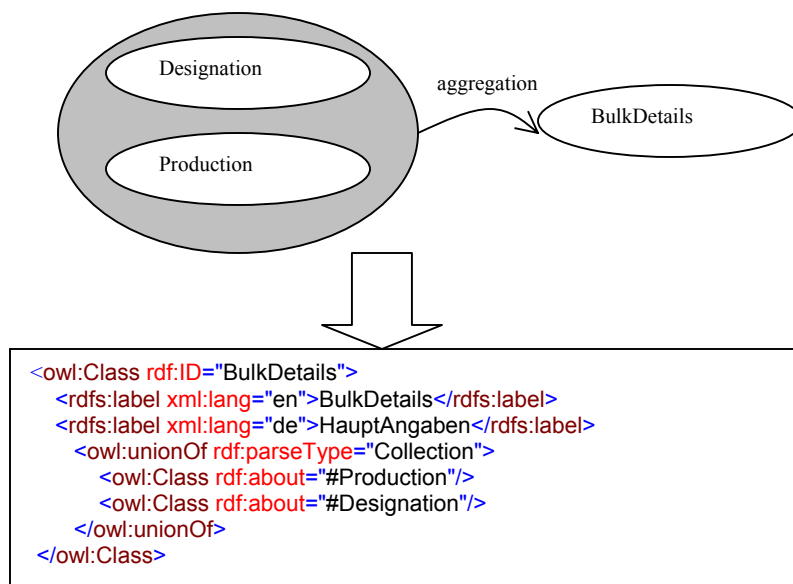 Designation
aggregation
BulkDetails
Production
<owl:Class rdf:ID="BulkDetails">
<rdfs:label xml:lang="en">BulkDetails</rdfs:label>
<rdfs:label xml:lang="de">HauptAngaben</rdfs:label>
<owl:unionOf rdf:parseType="Collection">
<owl:Class rdf:about="#Production"/>
<owl:Class rdf:about="#Designation"/>
</owl:unionOf>
</owl:Class>